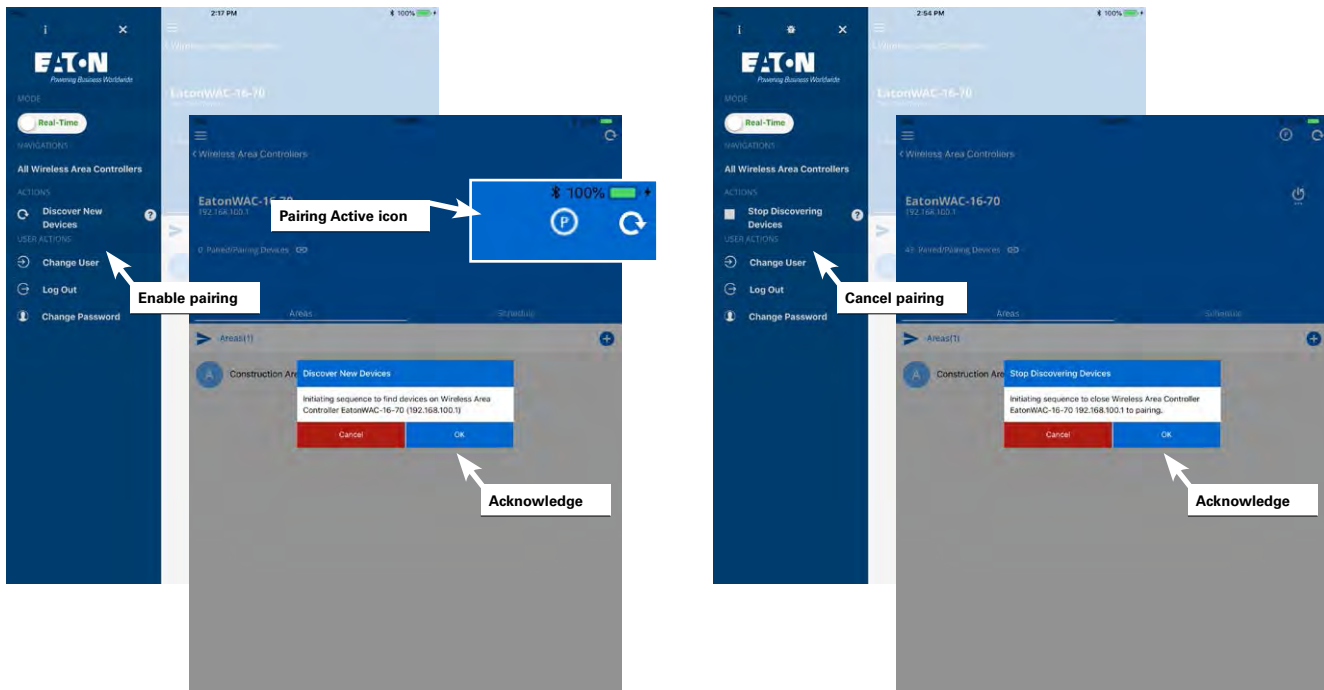 2:17 PM
100%
i
EATON
Powering Business Worldwide
MODE
Real-Time
NAVIGATIONS
All Wireless Area Controllers
ACTIONS
Discover New
Devices
?
USER ACTIONS
Change User
Log Out
Change Password
EatonWAC-16-70
Enable pairing
< Wireless Area Controllers
EatonWAC-16-70
192.168.100.1
0 Paired/Pairing Devices
Pairing Active icon
100%
P
Areas
Schedule
Areas(1)
A
Construction Are
Discover New Devices
Initiating sequence to find devices on Wireless Area
Controller EatonWAC-16-70 (192.168.100.1)
Cancel
OK
Acknowledge
2:54 PM
100%
i
EATON
Powering Business Worldwide
MODE
Real-Time
NAVIGATIONS
All Wireless Area Controllers
ACTIONS
Stop Discovering
Devices
?
USER ACTIONS
Change User
Log Out
Change Password
EatonWAC-16-70
Cancel pairing
< Wireless Area Controllers
P
EatonWAC-16-70
192.168.100.1
Paired/Pairing Devices
Areas
Schedule
Areas(1)
A
Construction Are
Stop Discovering Devices
Initiating sequence to close Wireless Area Controller
EatonWAC-16-70 192.168.100.1 to pairing.
Cancel
OK
Acknowledge